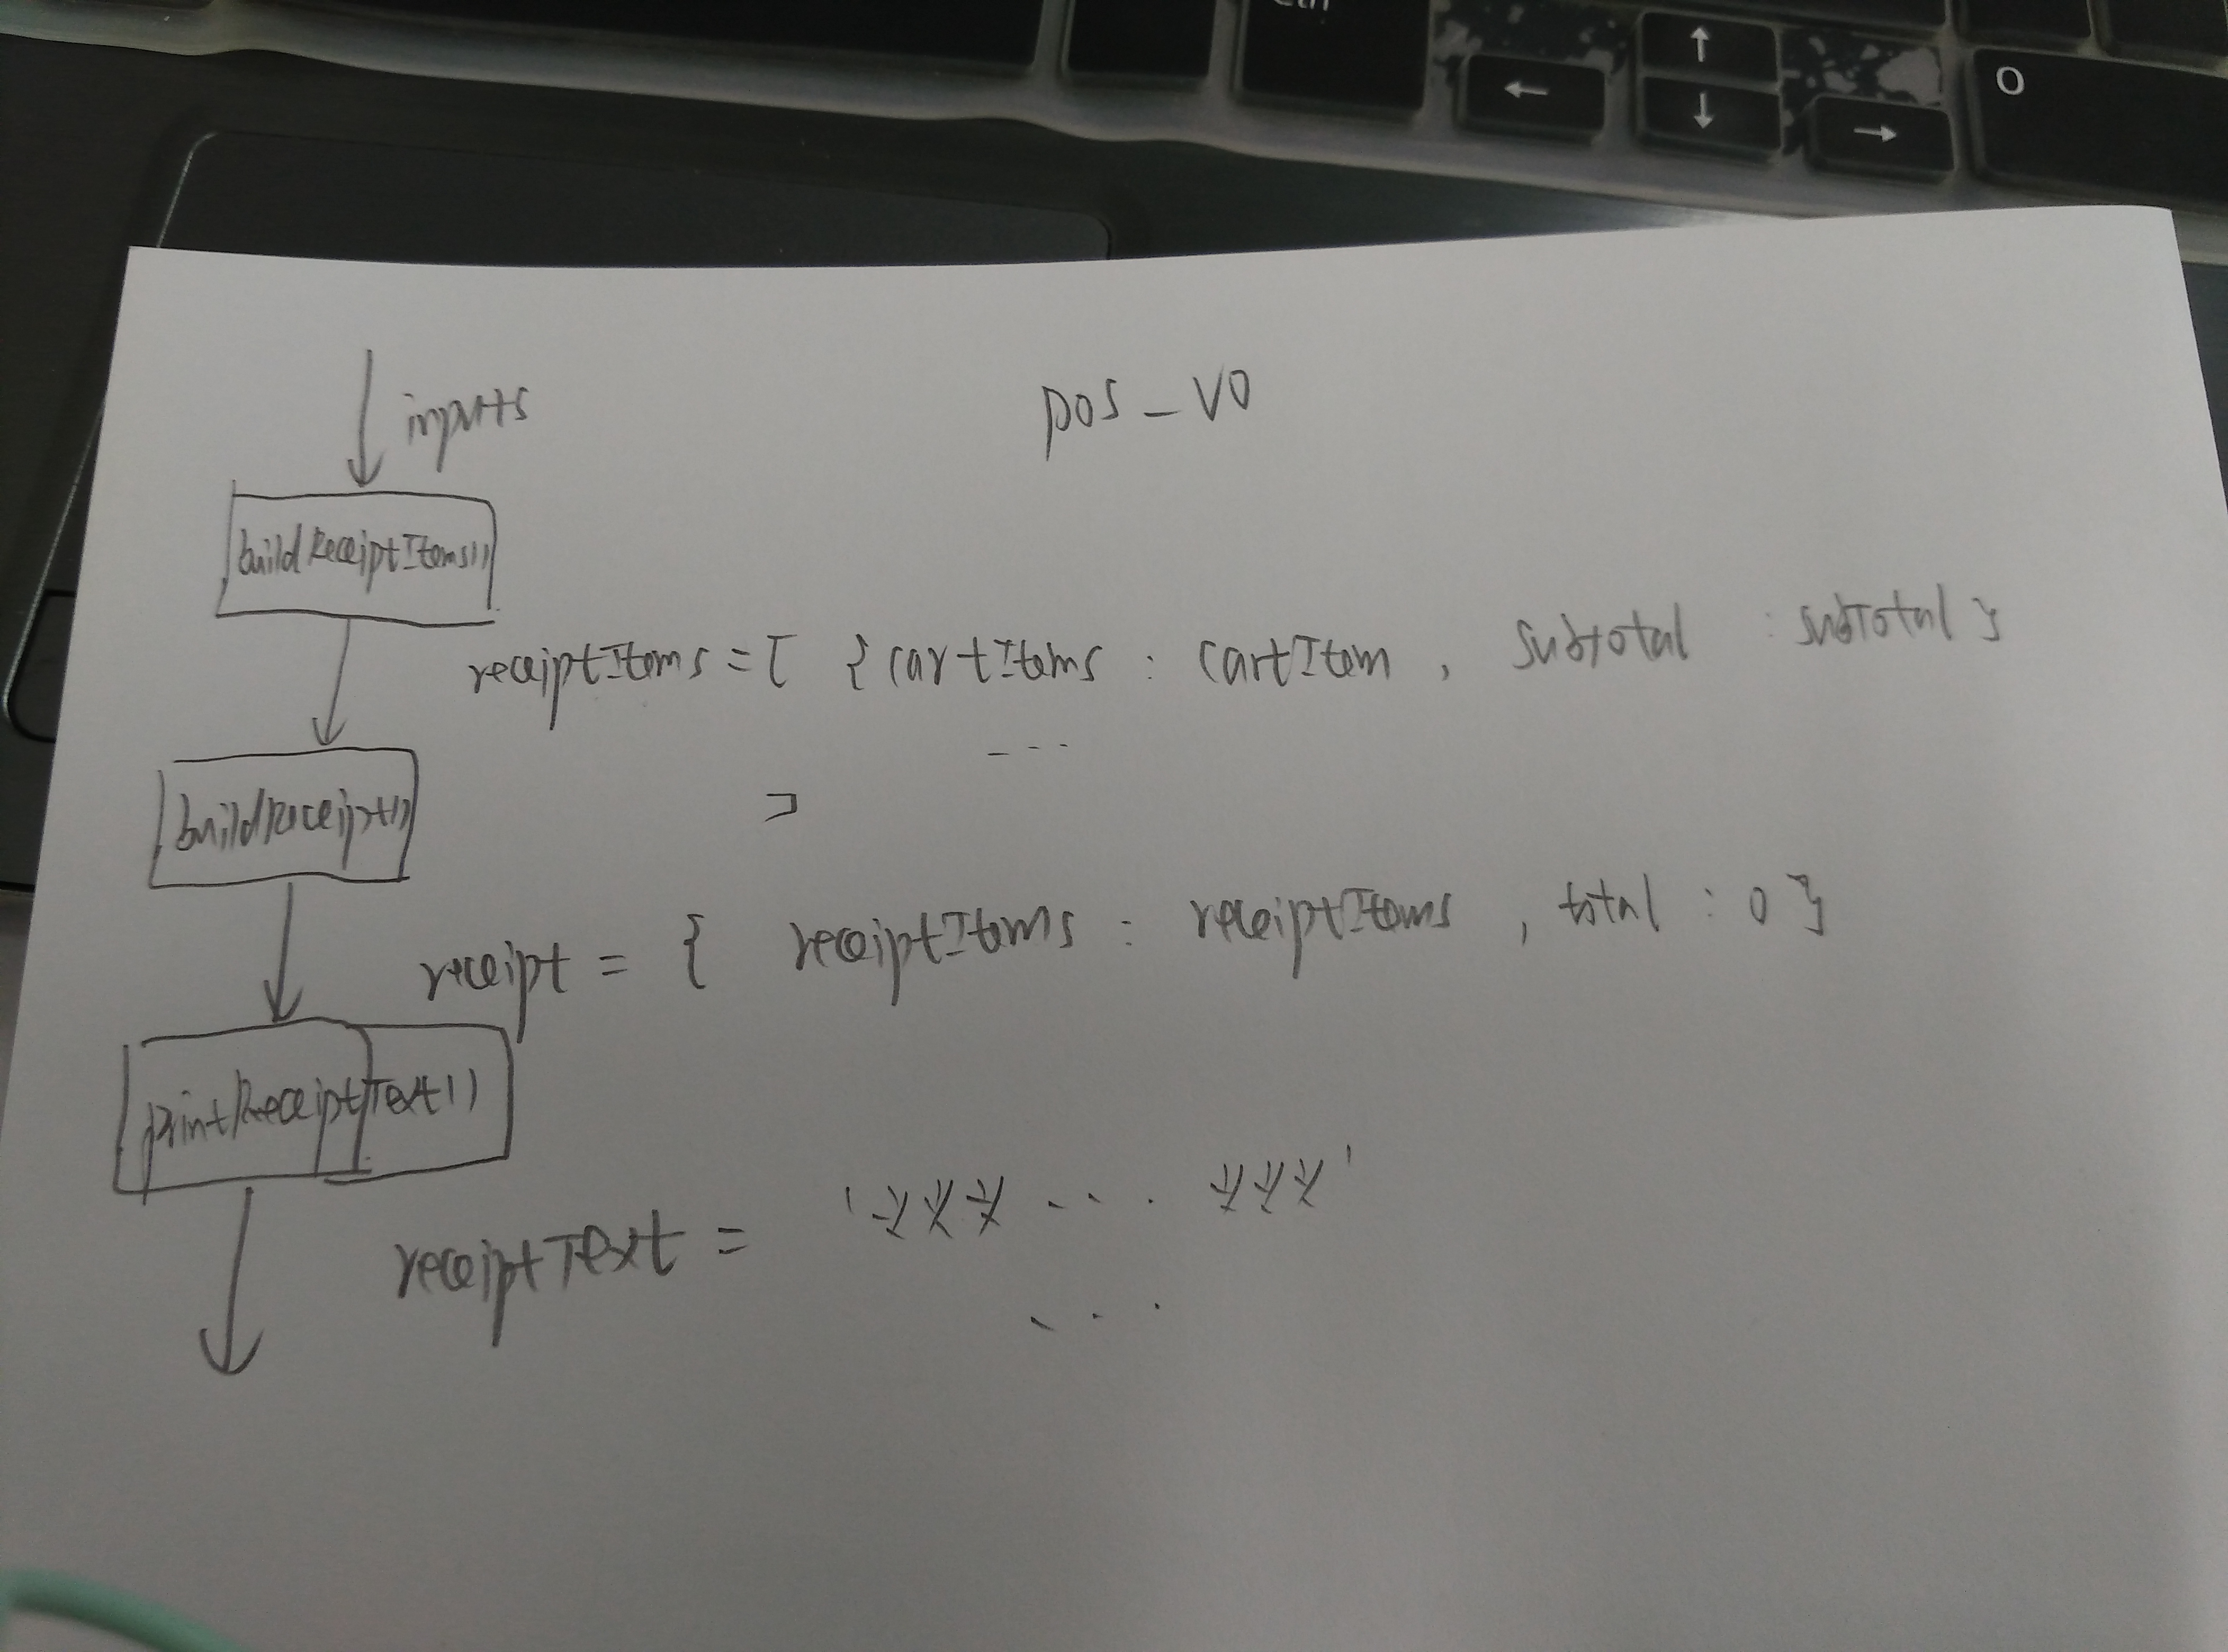 Ctrl
↑
← ↓ →
0
inputs
pos_v0
buildReceiptItems()
receiptItems = [ { cartItems : cartItem , subtotal : subTotal }
...
]
buildReceipt()
receipt = { receiptItems : receiptItems , total : 0 }
printReceiptText()
receiptText = '*** ... ***'
...